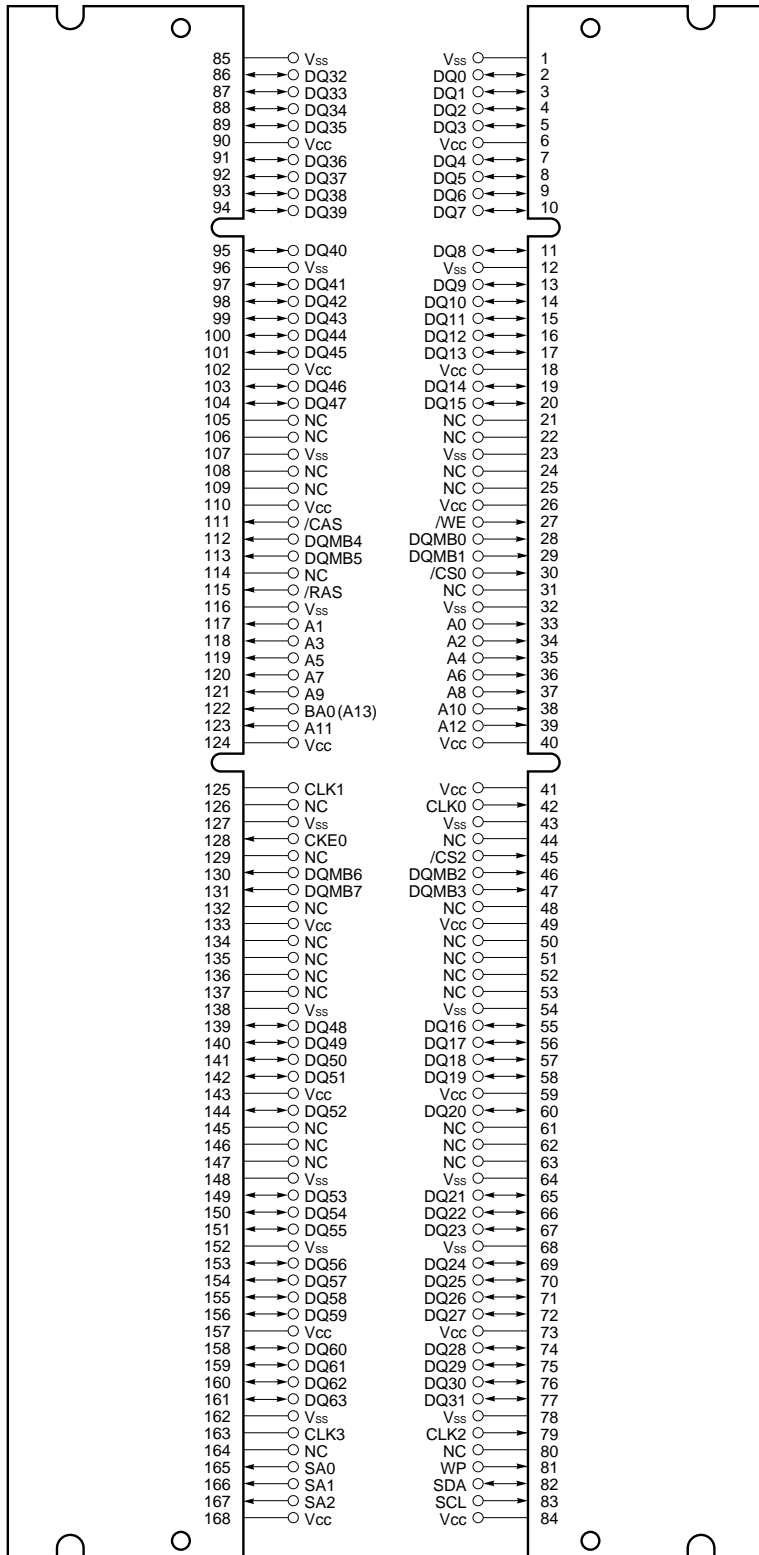 85 Vss Vss 1
86 DQ32 DQ0 2
87 DQ33 DQ1 3
88 DQ34 DQ2 4
89 DQ35 DQ3 5
90 Vcc Vcc 6
91 DQ36 DQ4 7
92 DQ37 DQ5 8
93 DQ38 DQ6 9
94 DQ39 DQ7 10
95 DQ40 DQ8 11
96 Vss Vss 12
97 DQ41 DQ9 13
98 DQ42 DQ10 14
99 DQ43 DQ11 15
100 DQ44 DQ12 16
101 DQ45 DQ13 17
102 Vcc Vcc 18
103 DQ46 DQ14 19
104 DQ47 DQ15 20
105 NC NC 21
106 NC NC 22
107 Vss Vss 23
108 NC NC 24
109 NC NC 25
110 Vcc Vcc 26
111 /CAS /WE 27
112 DQMB4 DQMB0 28
113 DQMB5 DQMB1 29
114 NC /CS0 30
115 /RAS NC 31
116 Vss Vss 32
117 A1 A0 33
118 A3 A2 34
119 A5 A4 35
120 A7 A6 36
121 A9 A8 37
122 BA0 (A13) A10 38
123 A11 A12 39
124 Vcc Vcc 40
125 CLK1 Vcc 41
126 NC CLK0 42
127 Vss Vss 43
128 CKE0 NC 44
129 NC /CS2 45
130 DQMB6 DQMB2 46
131 DQMB7 DQMB3 47
132 NC NC 48
133 Vcc Vcc 49
134 NC NC 50
135 NC NC 51
136 NC NC 52
137 NC NC 53
138 Vss Vss 54
139 DQ48 DQ16 55
140 DQ49 DQ17 56
141 DQ50 DQ18 57
142 DQ51 DQ19 58
143 Vcc Vcc 59
144 DQ52 DQ20 60
145 NC NC 61
146 NC NC 62
147 NC NC 63
148 Vss Vss 64
149 DQ53 DQ21 65
150 DQ54 DQ22 66
151 DQ55 DQ23 67
152 Vss Vss 68
153 DQ56 DQ24 69
154 DQ57 DQ25 70
155 DQ58 DQ26 71
156 DQ59 DQ27 72
157 Vcc Vcc 73
158 DQ60 DQ28 74
159 DQ61 DQ29 75
160 DQ62 DQ30 76
161 DQ63 DQ31 77
162 Vss Vss 78
163 CLK3 CLK2 79
164 NC NC 80
165 SA0 WP 81
166 SA1 SDA 82
167 SA2 SCL 83
168 Vcc Vcc 84